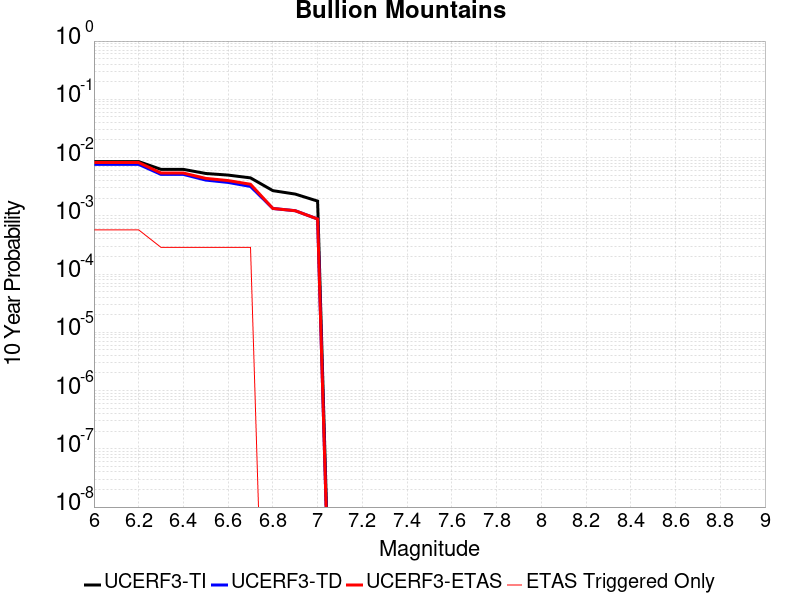 Bullion Mountains
10 Year Probability
10^0
10^-1
10^-2
10^-3
10^-4
10^-5
10^-6
10^-7
10^-8
6 6.2 6.4 6.6 6.8 7 7.2 7.4 7.6 7.8 8 8.2 8.4 8.6 8.8 9
Magnitude
UCERF3-TI UCERF3-TD UCERF3-ETAS ETAS Triggered Only